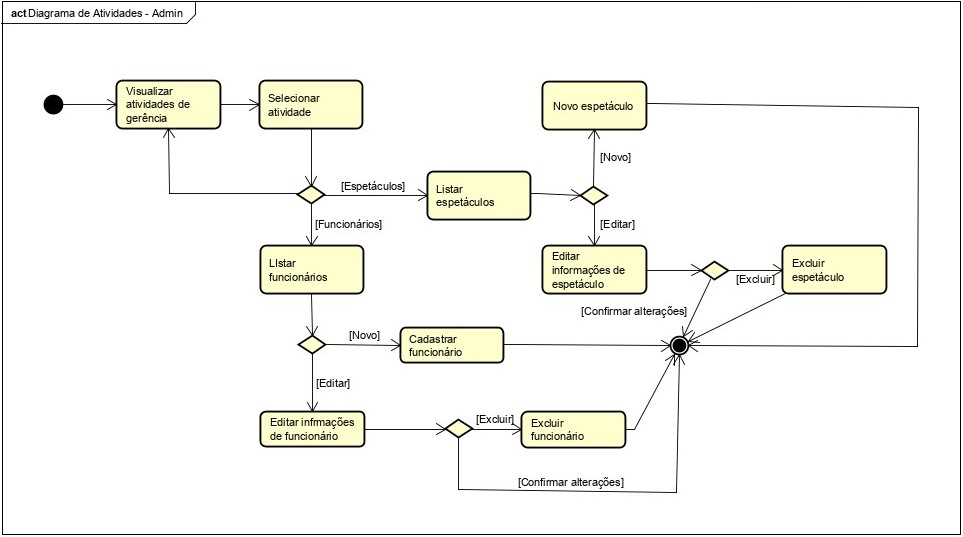 act Diagrama de Atividades - Admin
Visualizar
atividades de
gerência
Selecionar
atividade
Novo espetáculo
[Novo]
[Espetáculos]
Listar
espetáculos
[Funcionários]
[Editar]
LIstar
funcionários
Editar
informações de
espetáculo
[Excluir]
Excluir
espetáculo
[Confirmar alterações]
[Novo]
Cadastrar
funcionário
[Editar]
Editar infrmações
de funcionário
[Excluir]
Excluir
funcionário
[Confirmar alterações]